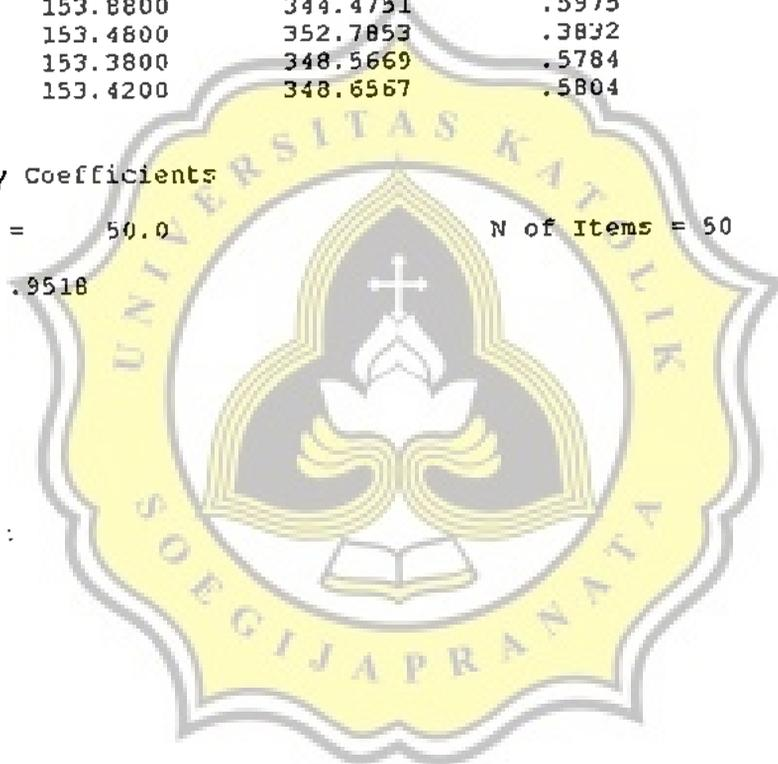 153.8800 344.4751 .5975
153.4800 352.7853 .3832
153.3800 348.5669 .5784
153.4200 348.6567 .5804
y Coefficients
= 50.0 N of Items = 50
.9518
:
UNIVERSITAS KATOLIK
SOEGIJAPRANATA